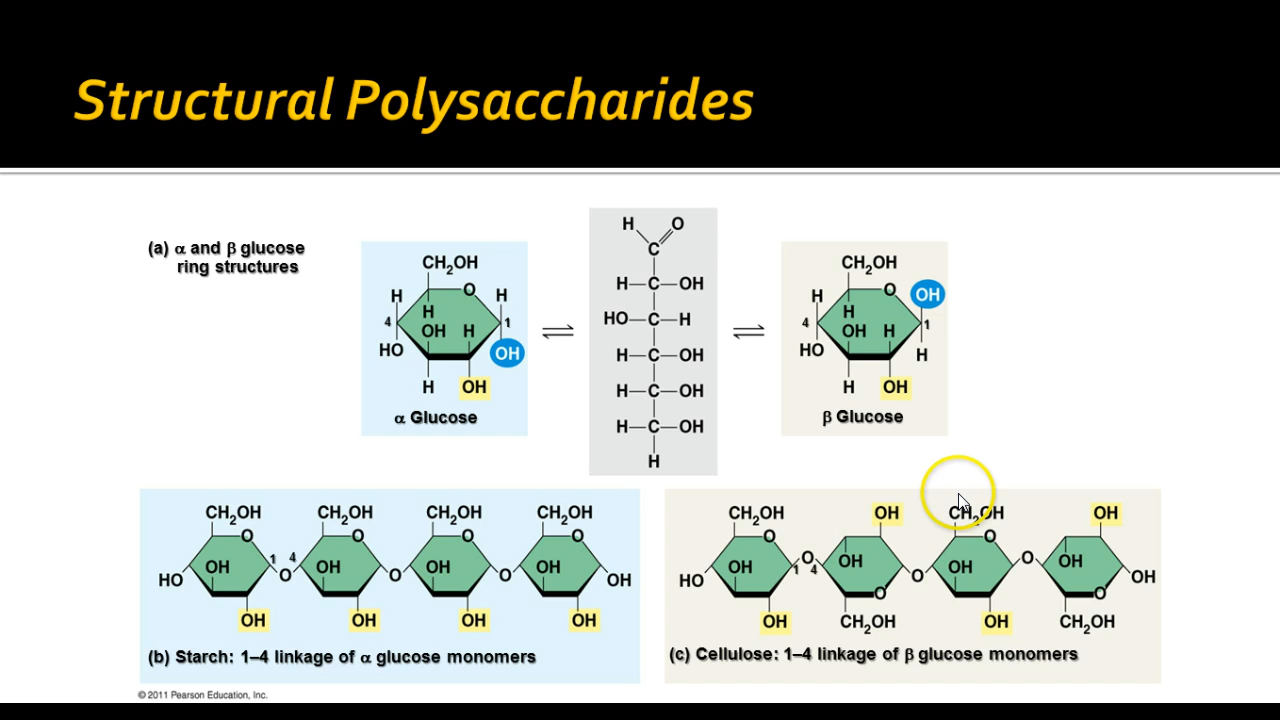 Structural Polysaccharides
(a) α and β glucose
ring structures
CH₂OH
O
H
H
H
4
OH
H
1
HO
OH
H
OH
α Glucose
H
O
C
H–C–OH
HO–C–H
H–C–OH
H–C–OH
H–C–OH
H
CH₂OH
O
OH
H
H
4
OH
H
1
HO
H
H
OH
β Glucose
CH₂OH
CH₂OH
CH₂OH
CH₂OH
O
O
O
O
1
4
HO
OH
O
OH
O
OH
O
OH
OH
OH
OH
OH
OH
(b) Starch: 1–4 linkage of α glucose monomers
CH₂OH
OH
CH₂OH
OH
O
O
HO
OH
1
O
4
OH
O
OH
O
OH
OH
O
O
OH
CH₂OH
OH
CH₂OH
(c) Cellulose: 1–4 linkage of β glucose monomers
© 2011 Pearson Education, Inc.